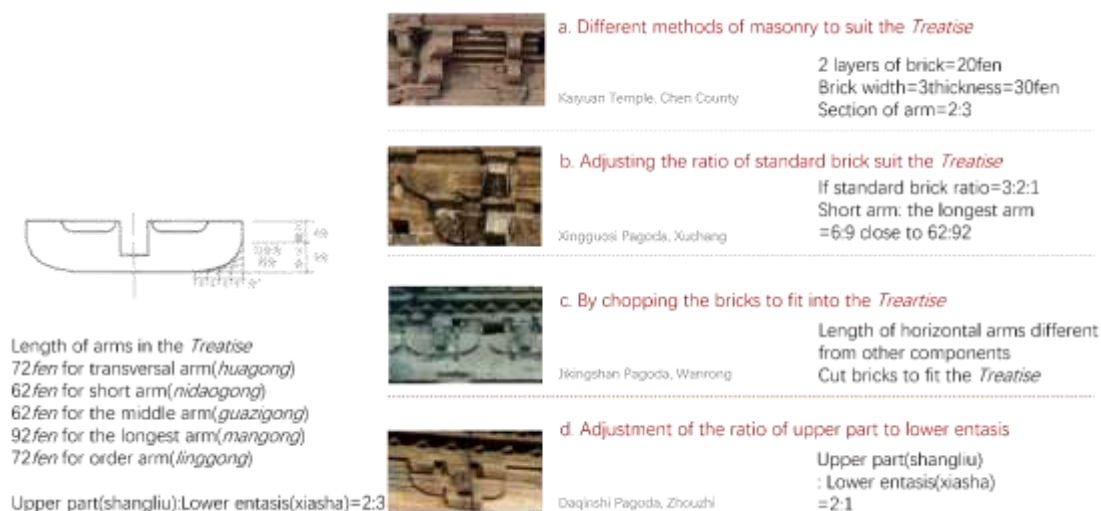 Length of arms in the Treatise
72fen for transversal arm(huagong)
62fen for short arm(nidaogong)
62fen for the middle arm(guazigong)
92fen for the longest arm(mangong)
72fen for order arm(linggong)
Upper part(shangliu):Lower entasis(xiasha)=2:3
a. Different methods of masonry to suit the Treatise
2 layers of brick=20fen
Brick width=3thickness=30fen
Section of arm=2:3
Kaiyuan Temple, Chen County
b. Adjusting the ratio of standard brick suit the Treatise
If standard brick ratio=3:2:1
Short arm: the longest arm
=6:9 close to 62:92
Xingguosi Pagoda, Xuchang
c. By chopping the bricks to fit into the Treartise
Length of horizontal arms different
from other components
Cut bricks to fit the Treatise
Pagoda, Wanrong
d. Adjustment of the ratio of upper part to lower entasis
Upper part(shangliu)
: Lower entasis(xiasha)
=2:1
Daqinshi Pagoda, Zhouzhi